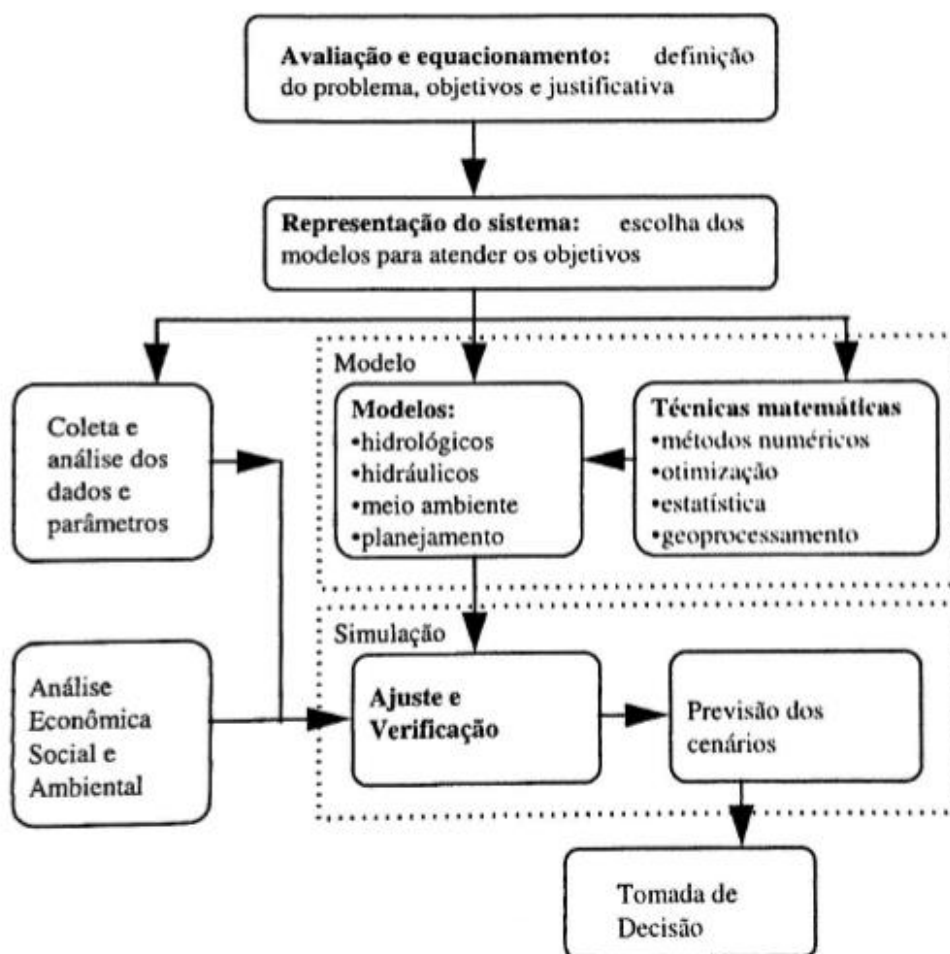 Avaliação e equacionamento: definição
do problema, objetivos e justificativa
Representação do sistema: escolha dos
modelos para atender os objetivos
Modelo
Coleta e
análise dos
dados e
parâmetros
Modelos:
•hidrológicos
•hidráulicos
•meio ambiente
•planejamento
Técnicas matemáticas
•métodos numéricos
•otimização
•estatística
•geoprocessamento
Simulação
Análise
Econômica
Social e
Ambiental
Ajuste e
Verificação
Previsão dos
cenários
Tomada de
Decisão